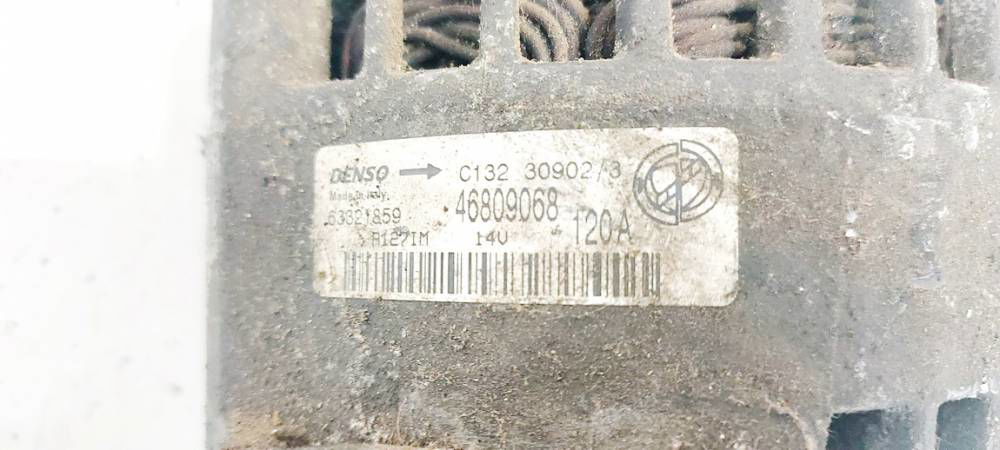 DENSO → C132 30902/3
Made in Italy
63321859 46809068 120A
A127IM 14V